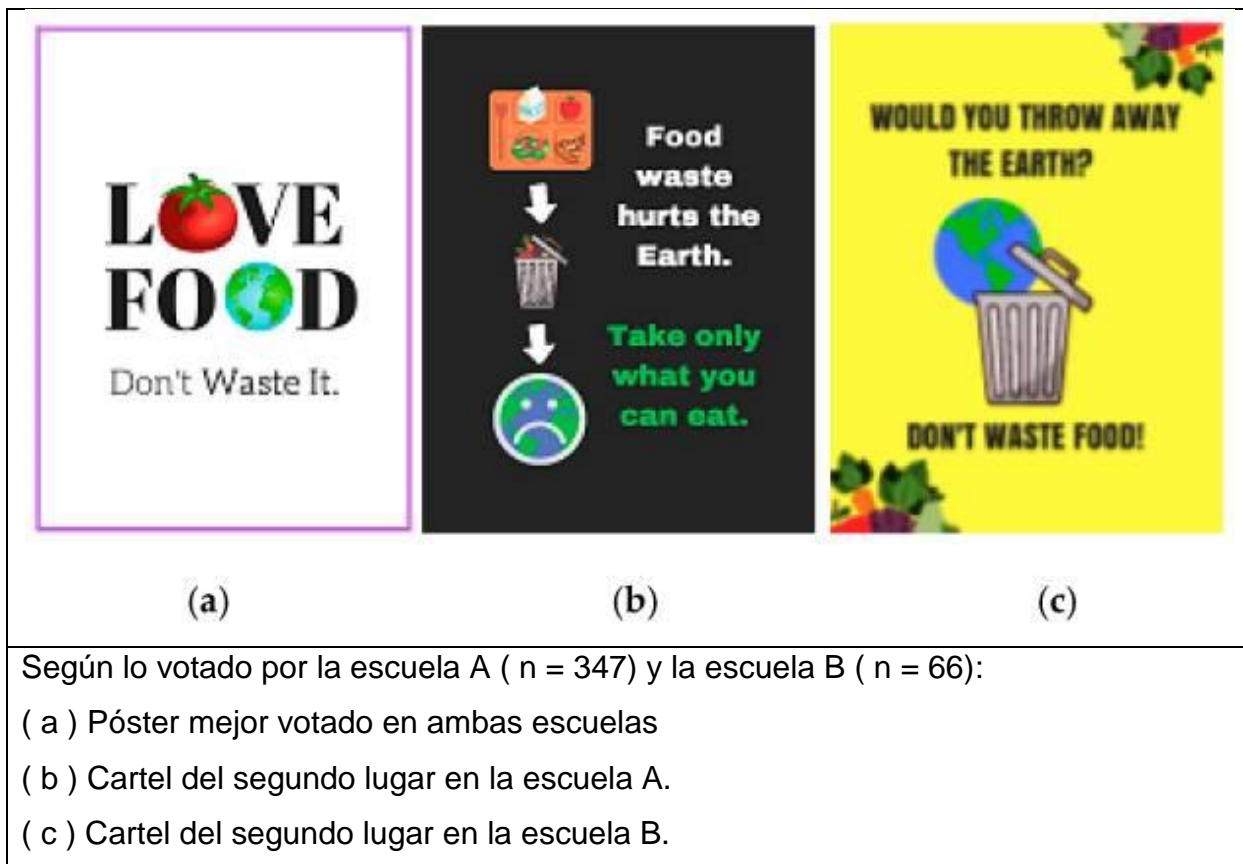 LOVE
FOOD
Don't Waste It.
Food
waste
hurts the
Earth.
Take only
what you
can eat.
WOULD YOU THROW AWAY
THE EARTH?
DON'T WASTE FOOD!
(a)
(b)
(c)
Según lo votado por la escuela A ( n = 347) y la escuela B ( n = 66):
( a ) Póster mejor votado en ambas escuelas
( b ) Cartel del segundo lugar en la escuela A.
( c ) Cartel del segundo lugar en la escuela B.